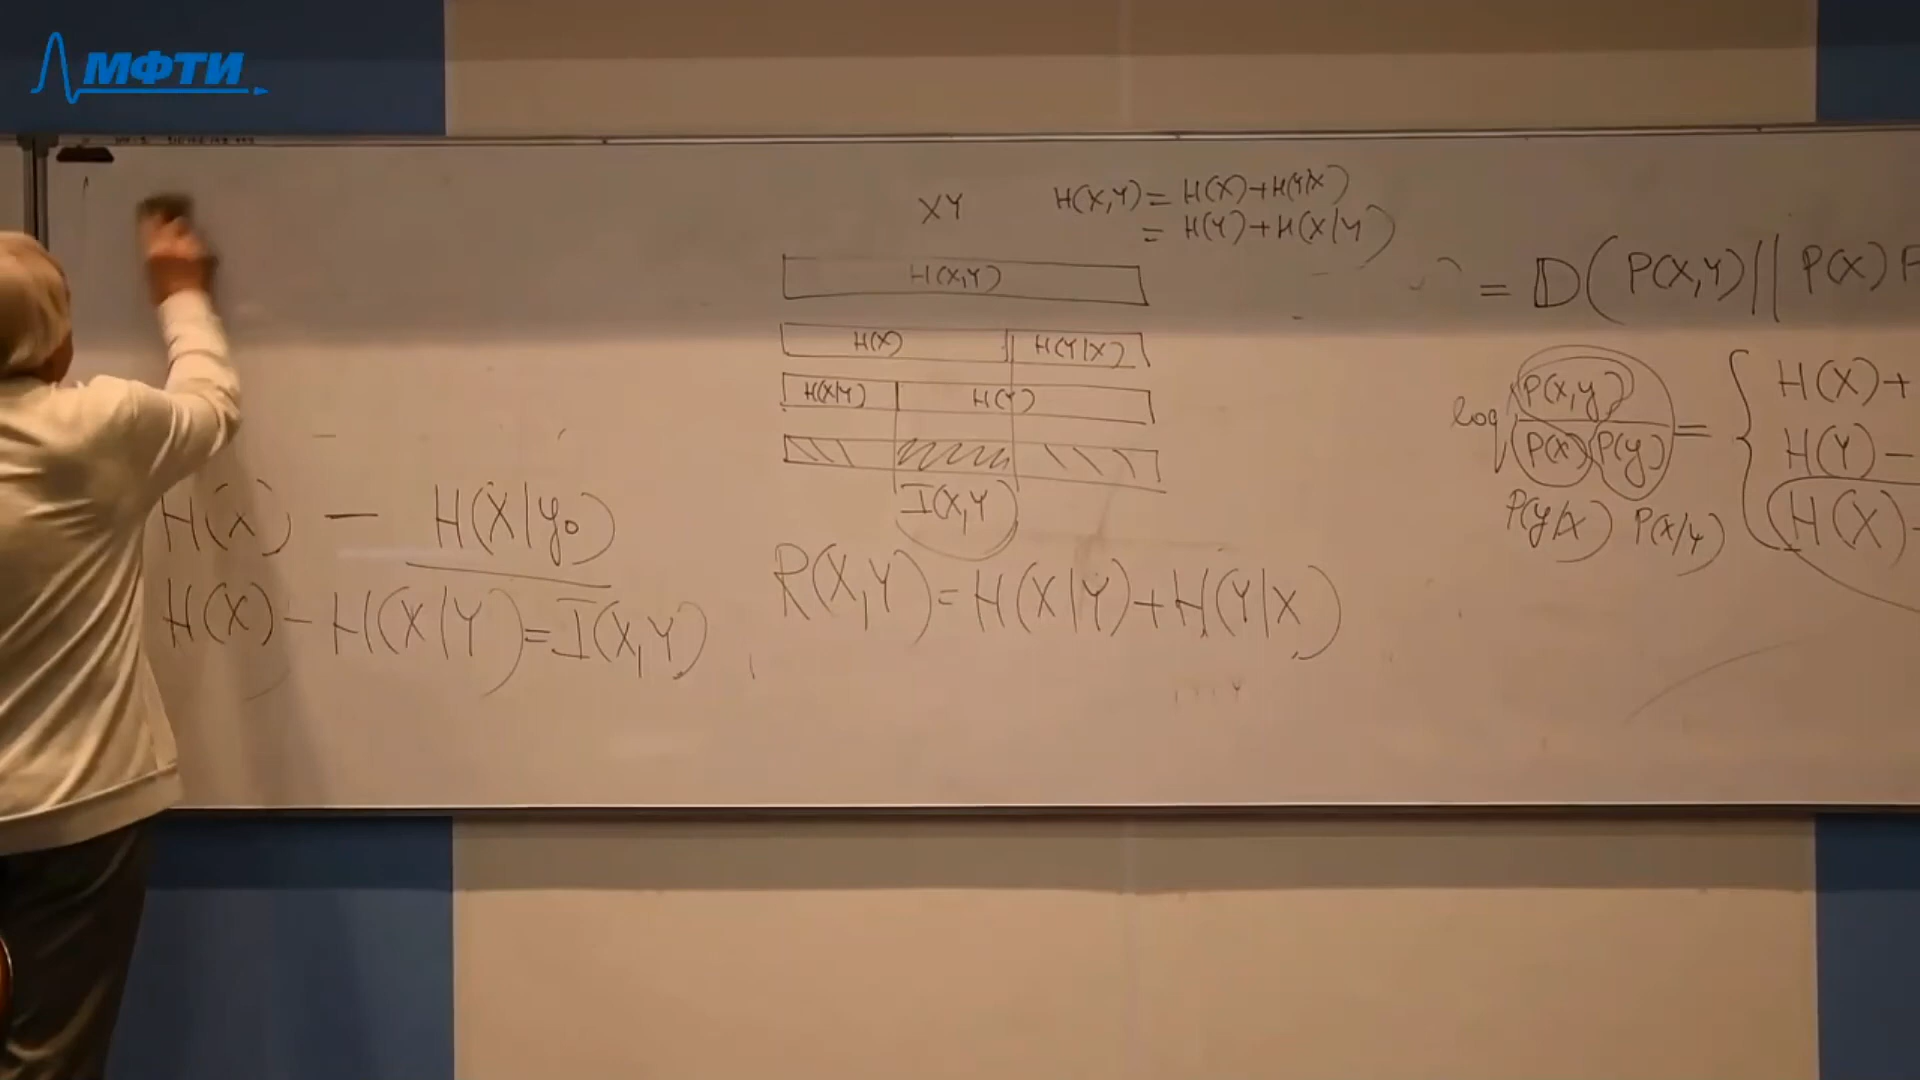 МФТИ
XY
H(X,Y) = H(X)+H(Y|X)
= H(Y)+H(X|Y)
H(X,Y)
H(X) H(Y|X)
H(X|Y) H(Y)
I(X,Y)
R(X,Y) = H(X|Y)+H(Y|X)
H(X) - H(X|y₀)
H(X) - H(X|Y) = I(X,Y)
= D(P(X,Y)||P(X)P
log P(x,y) / P(x) P(y) = { H(X)+
H(Y) -
H(X) -
P(y|x) P(x|y)